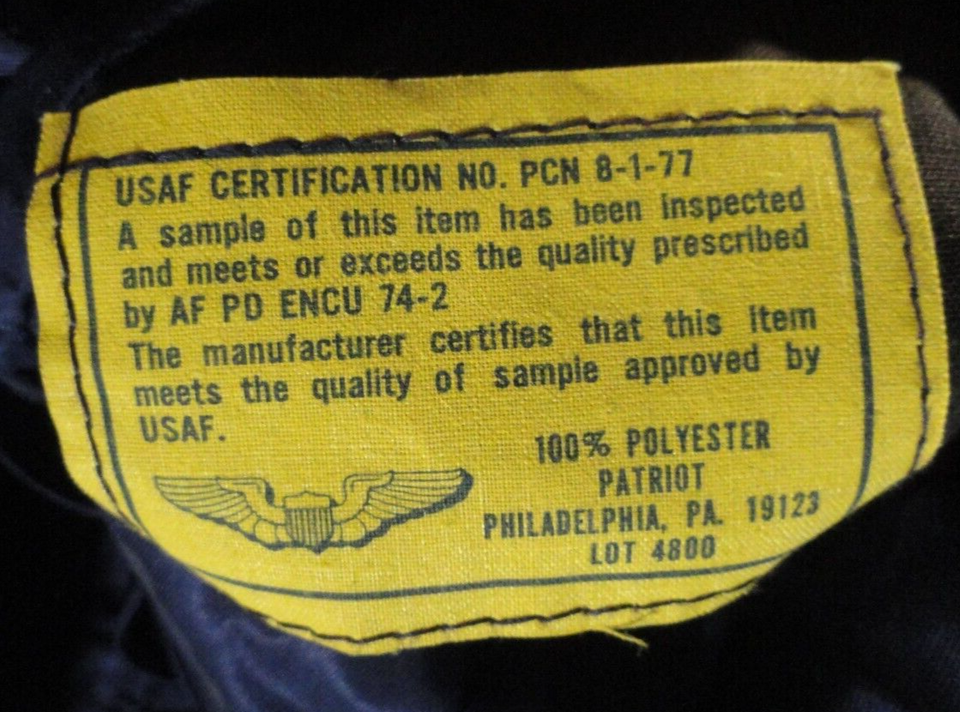 USAF CERTIFICATION NO. PCN 8-1-77
A sample of this item has been inspected
and meets or exceeds the quality prescribed
by AF PD ENCU 74-2
The manufacturer certifies that this item
meets the quality of sample approved by
USAF.
100% POLYESTER
PATRIOT
PHILADELPHIA, PA. 19123
LOT 4800